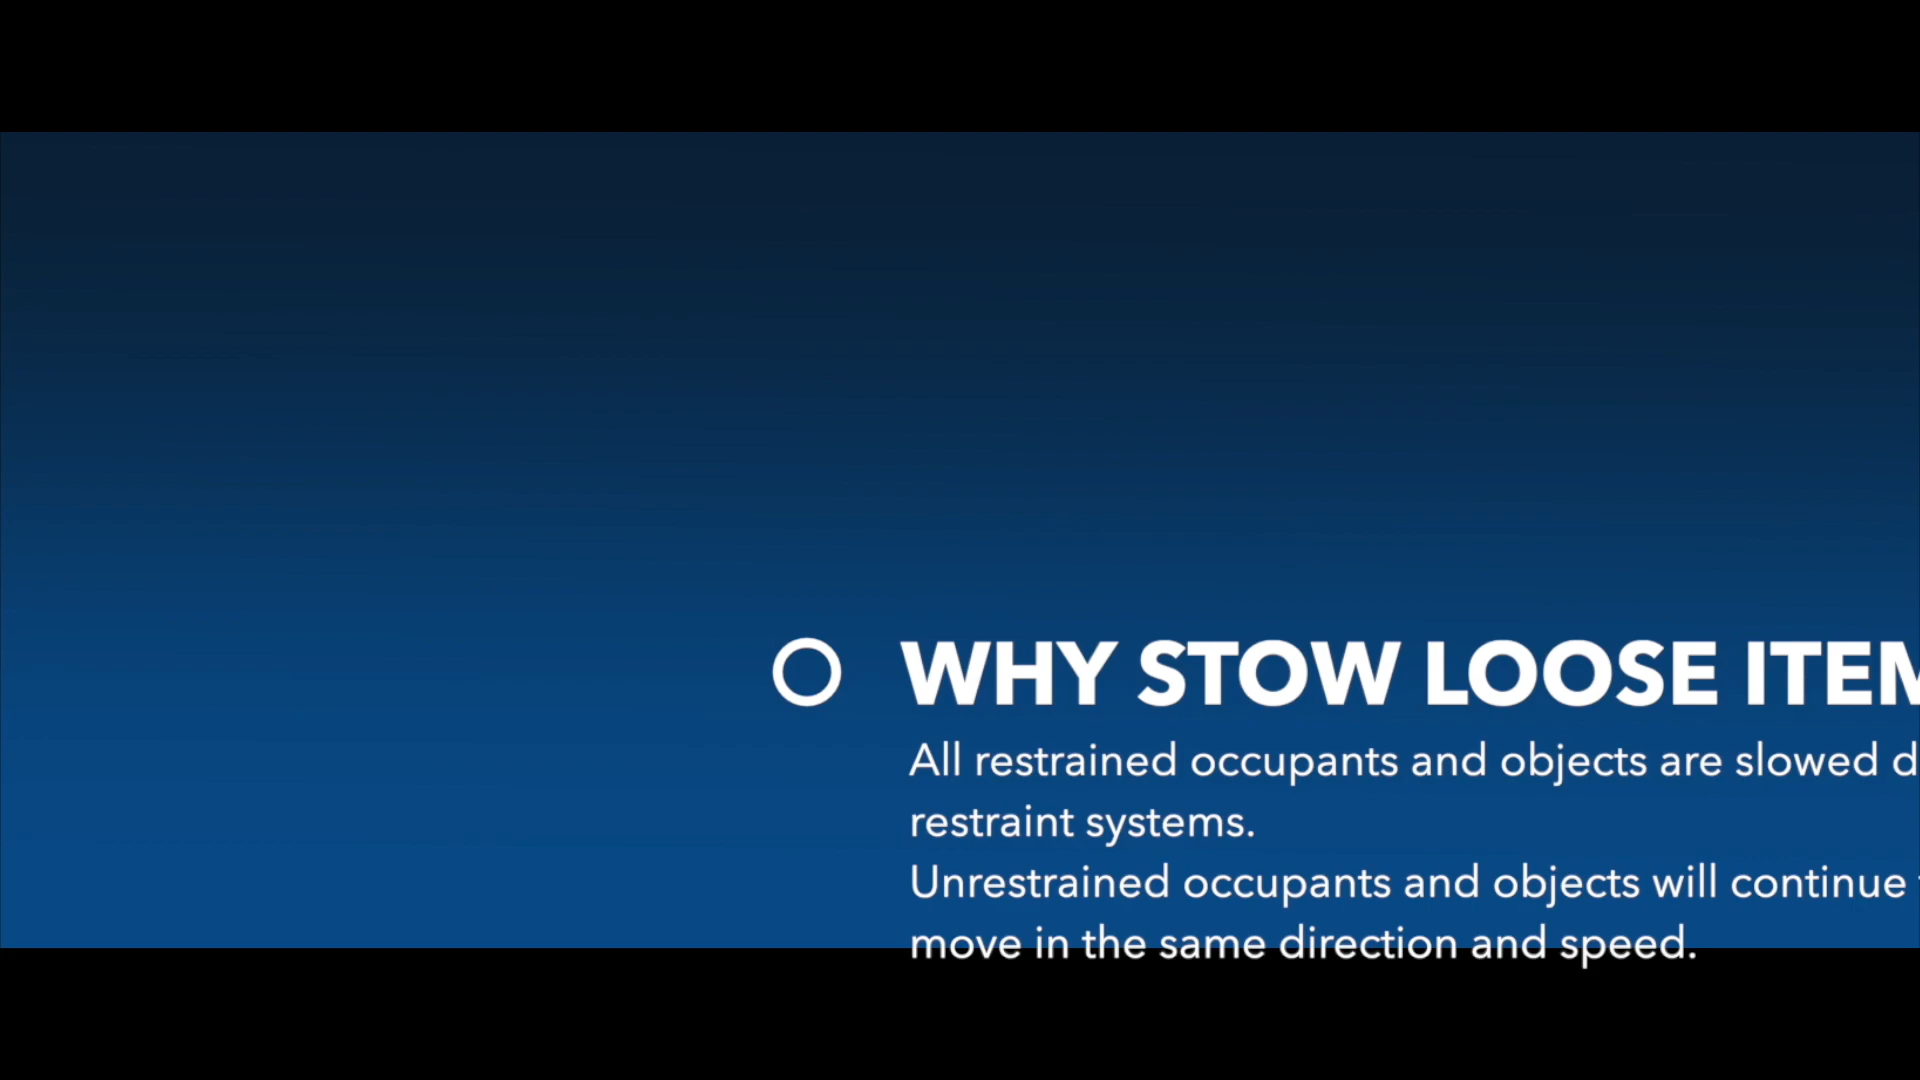 WHY STOW LOOSE
All restrained occupants and objects are slowed
restraint systems.
Unrestrained occupants and objects will continue
move in the same direction and speed.